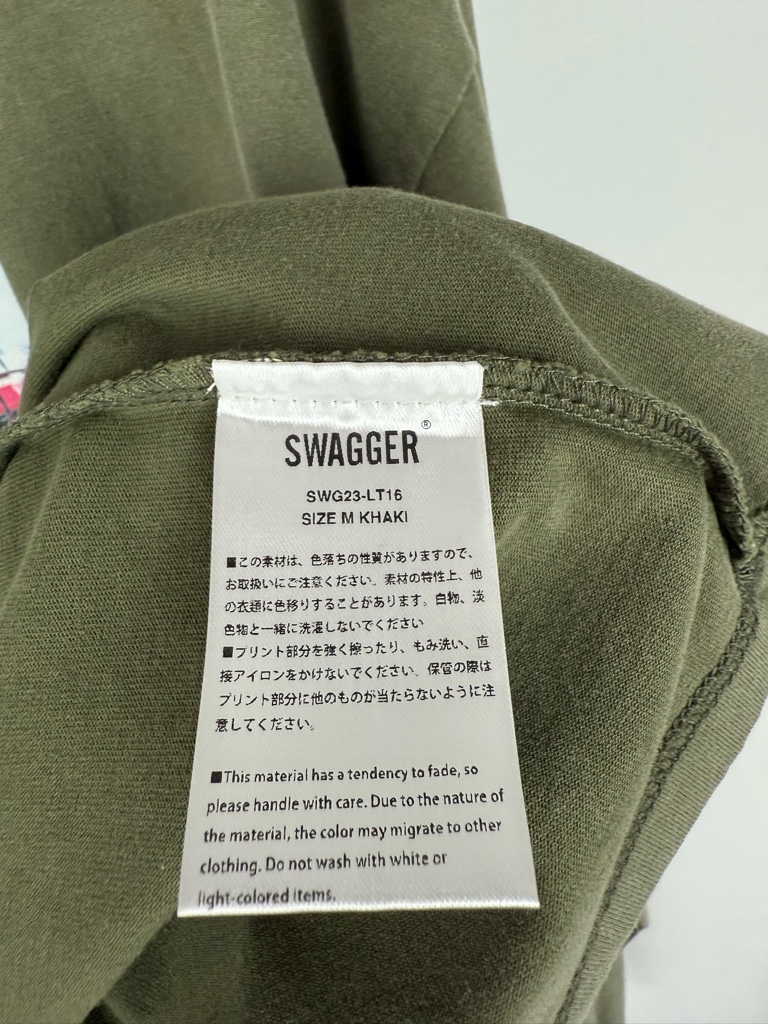 SWAGGER®
SWG23-LT16
SIZE M KHAKI
■この素材は、色落ちの性質がありますので、
お取扱いにご注意ください。素材の特性上、他
の衣類に色移りすることがあります。白物、淡
色物と一緒に洗濯しないでください
■プリント部分を強く擦ったり、もみ洗い、直
接アイロンをかけないでください。保管の際は
プリント部分に他のものが当たらないように注
意してください。
■This material has a tendency to fade, so
please handle with care. Due to the nature of
the material, the color may migrate to other
clothing. Do not wash with white or
light-colored items.